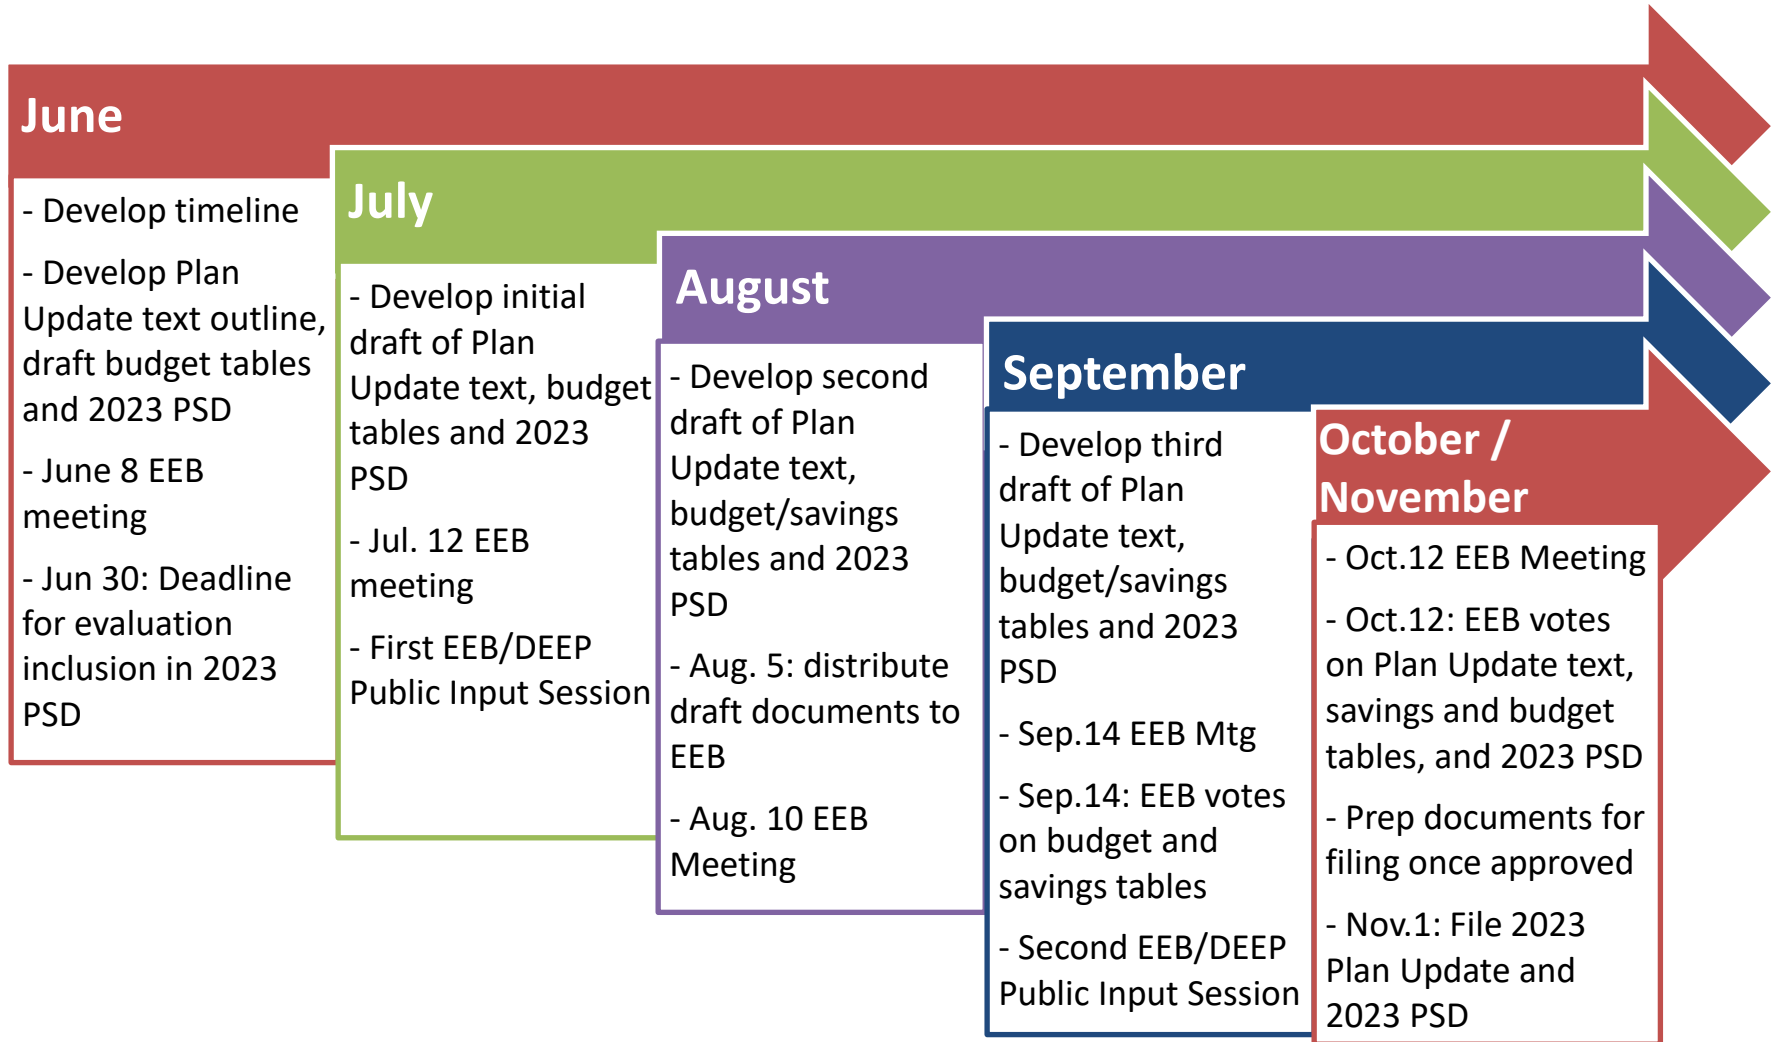 June
- Develop timeline
- Develop Plan
Update text outline,
draft budget tables
and 2023 PSD
- June 8 EEB
meeting
- Jun 30: Deadline
for evaluation
inclusion in 2023
PSD
July
- Develop initial
draft of Plan
Update text, budget
tables and 2023
PSD
- Jul. 12 EEB
meeting
- First EEB/DEEP
Public Input Session
August
- Develop second
draft of Plan
Update text,
budget/savings
tables and 2023
PSD
- Aug. 5: distribute
draft documents to
EEB
- Aug. 10 EEB
Meeting
September
- Develop third
draft of Plan
Update text,
budget/savings
tables and 2023
PSD
- Sep.14 EEB Mtg
- Sep.14: EEB votes
on budget and
savings tables
- Second EEB/DEEP
Public Input Session
October /
November
- Oct.12 EEB Meeting
- Oct.12: EEB votes
on Plan Update text,
savings and budget
tables, and 2023 PSD
- Prep documents for
filing once approved
- Nov.1: File 2023
Plan Update and
2023 PSD